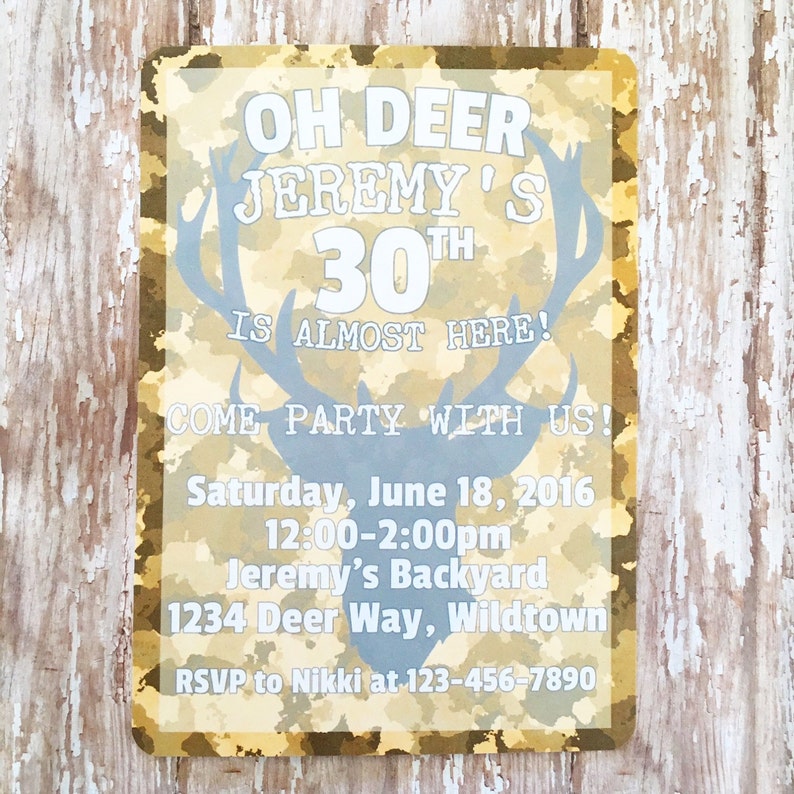 OH DEER
JEREMY'S
30TH
IS ALMOST HERE!
COME PARTY WITH US!
Saturday, June 18, 2016
12:00-2:00pm
Jeremy's Backyard
1234 Deer Way, Wildtown
RSVP to Nikki at 123-456-7890